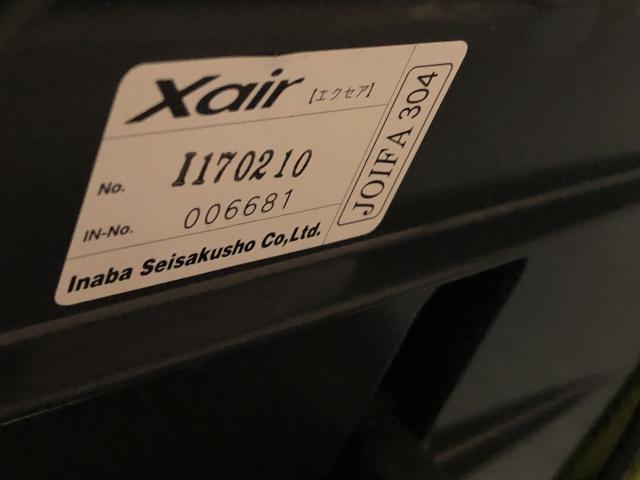 Xair [エクセア]
No. I170210
IN-No. 006681
Inaba Seisakusho Co,Ltd.
JOIFA 304